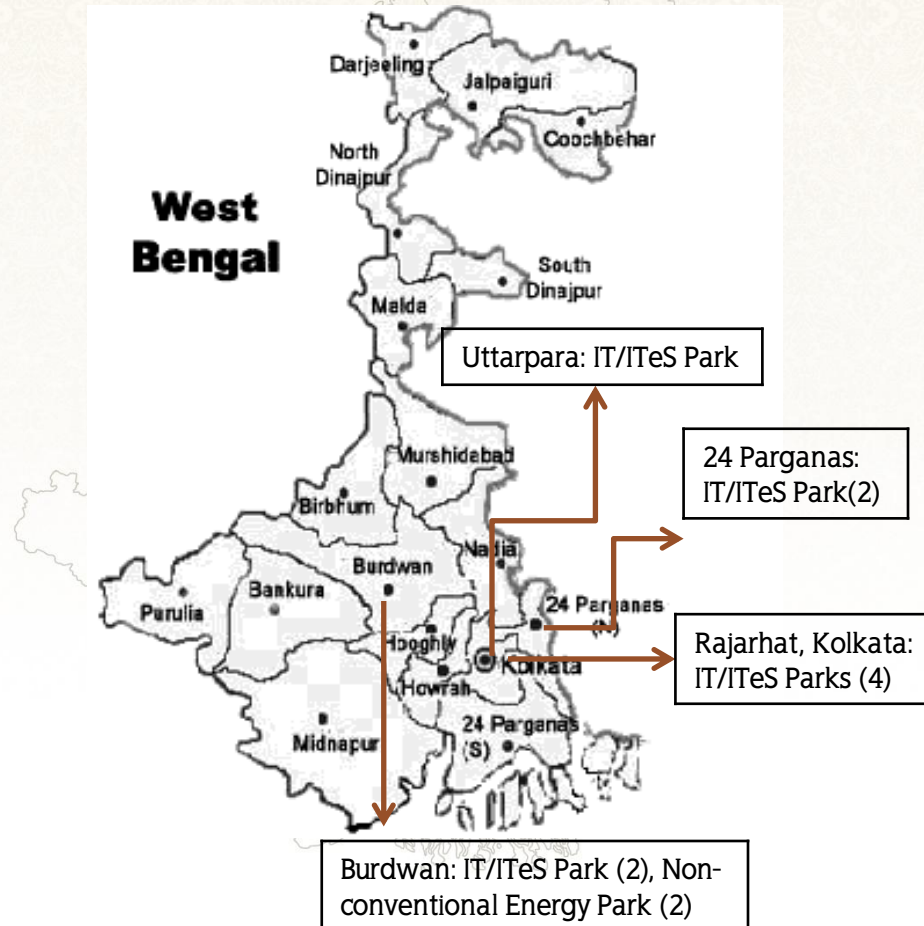 Darjeeling
Jalpaiguri
Coochbehar
North
Dinajpur
West
Bengal
South
Dinajpur
Malda
Uttarpara: IT/ITeS Park
24 Parganas:
IT/ITeS Park(2)
Murshidabad
Birbhum
Nadia
Burdwan
Bankura
Purulia
24 Parganas
(N)
Hooghly
Kolkata
Howrah
Rajarhat, Kolkata:
IT/ITeS Parks (4)
24 Parganas
(S)
Midnapur
Burdwan: IT/ITeS Park (2), Non-
conventional Energy Park (2)